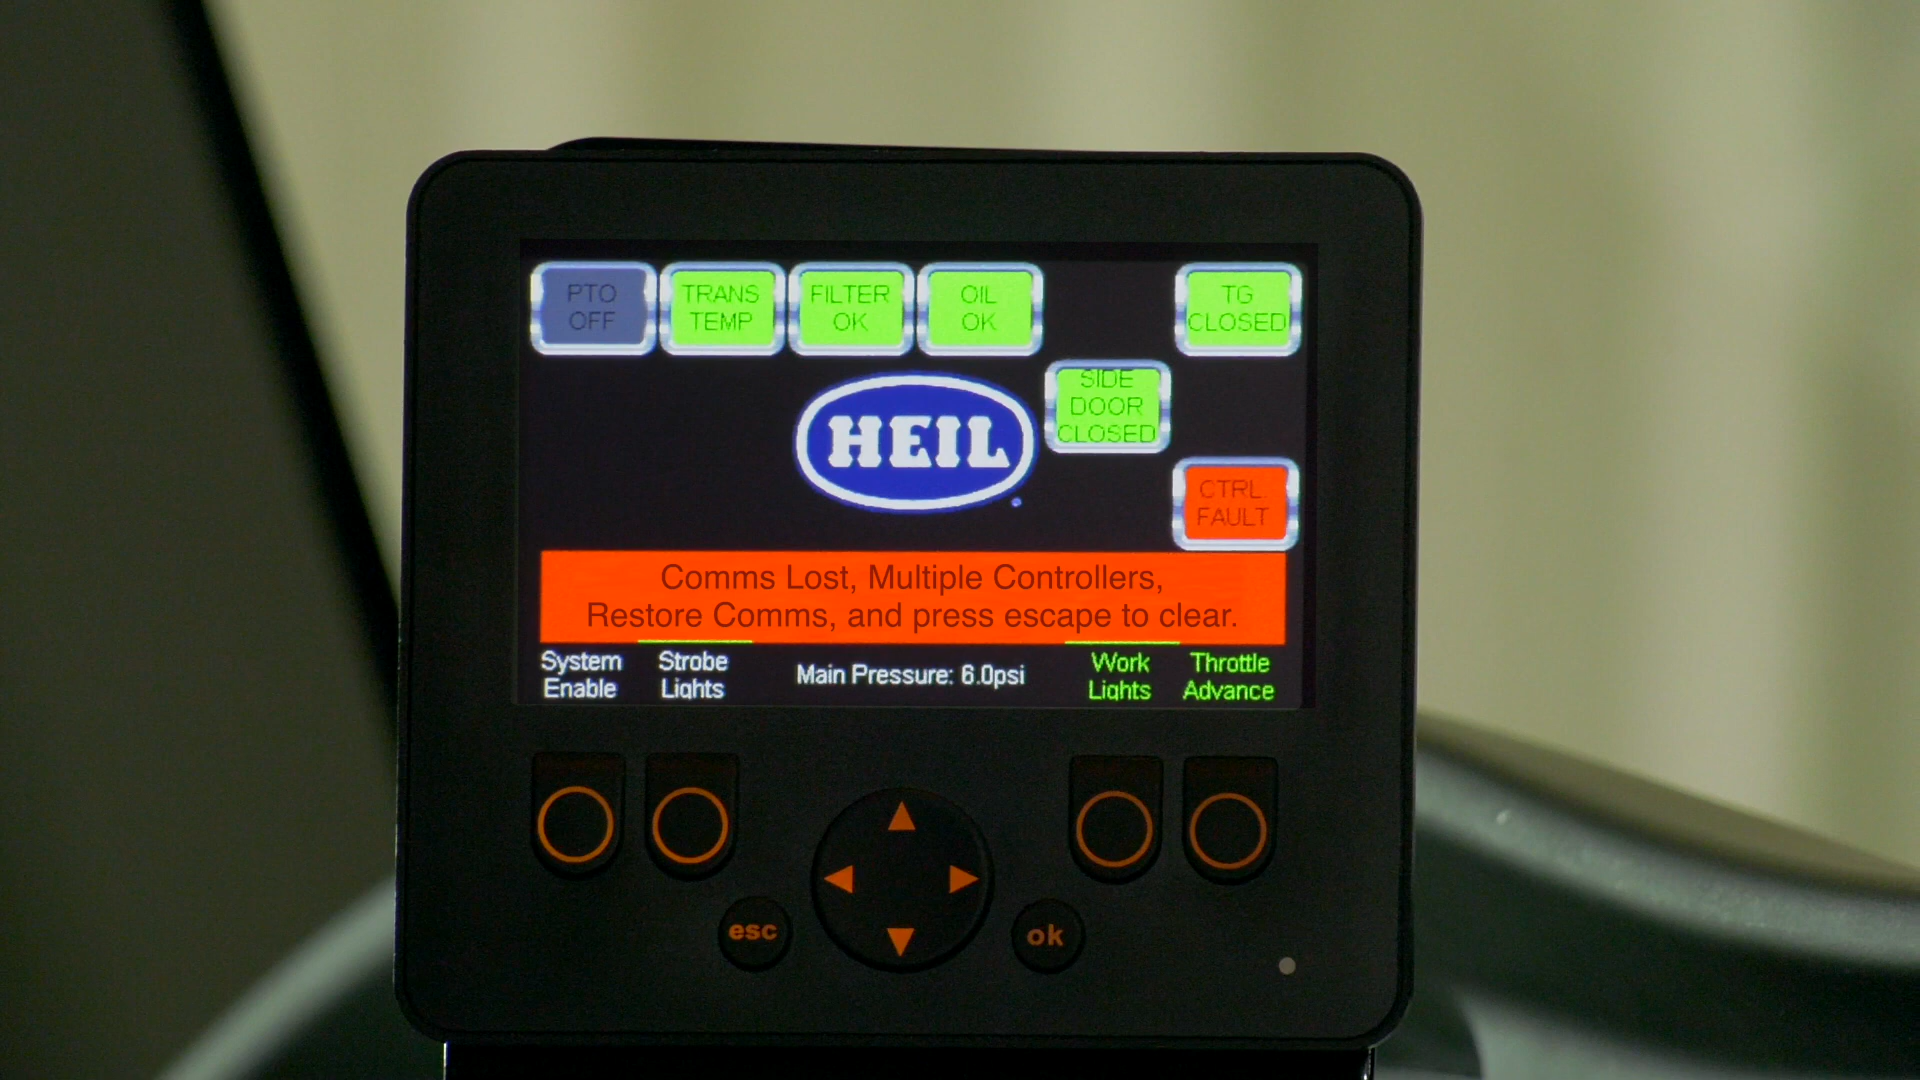 PTO
OFF
TRANS
TEMP
FILTER
OK
OIL
OK
TG
CLOSED
SIDE
DOOR
CLOSED
HEIL
CTRL
FAULT
Comms Lost, Multiple Controllers,
Restore Comms, and press escape to clear.
System
Enable
Strobe
Lights
Main Pressure: 6.0psi
Work
Lights
Throttle
Advance
esc
ok